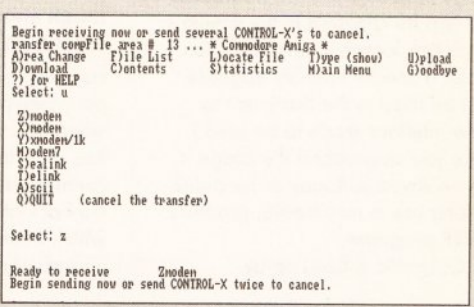 Begin receiving now or send several CONTROL-X's to cancel.
ransfer compFile area # 13 ... * Commodore Amiga *
A)rea Change F)ile List L)ocate File T)ype (show) U)pload
D)ownload C)ontents S)tatistics M)ain Menu G)oodbye
?) for HELP
Select: u
Z)modem
X)modem
Y)xmodem/1k
M)odem7
S)ealink
T)elink
A)scii
Q)QUIT (cancel the transfer)
Select: z
Ready to receive Zmodem
Begin sending now or send CONTROL-X twice to cancel.